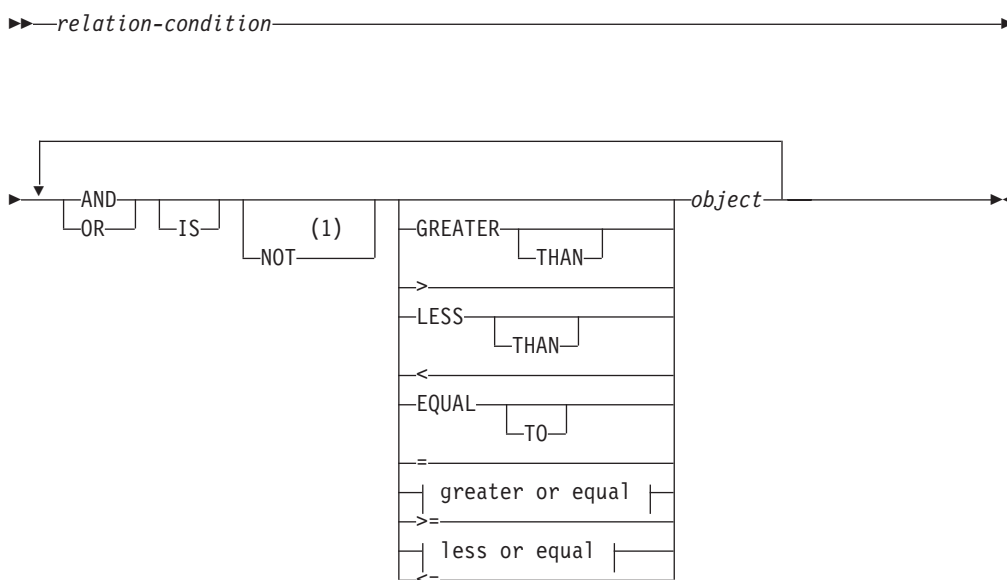 relation-condition
AND
OR
IS
(1)
NOT
GREATER
THAN
>
LESS
THAN
<
EQUAL
TO
=
greater or equal
>=
less or equal
<=
object